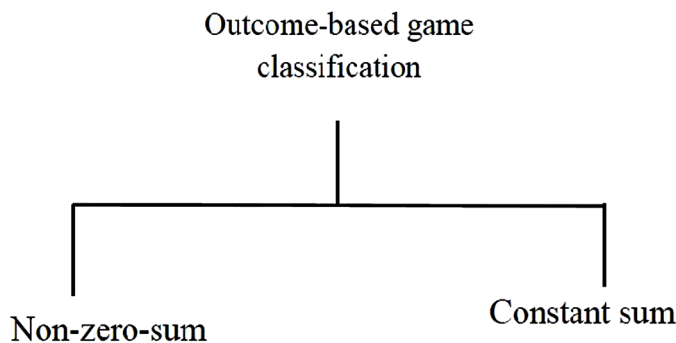 Outcome-based game
classification
Non-zero-sum
Constant sum